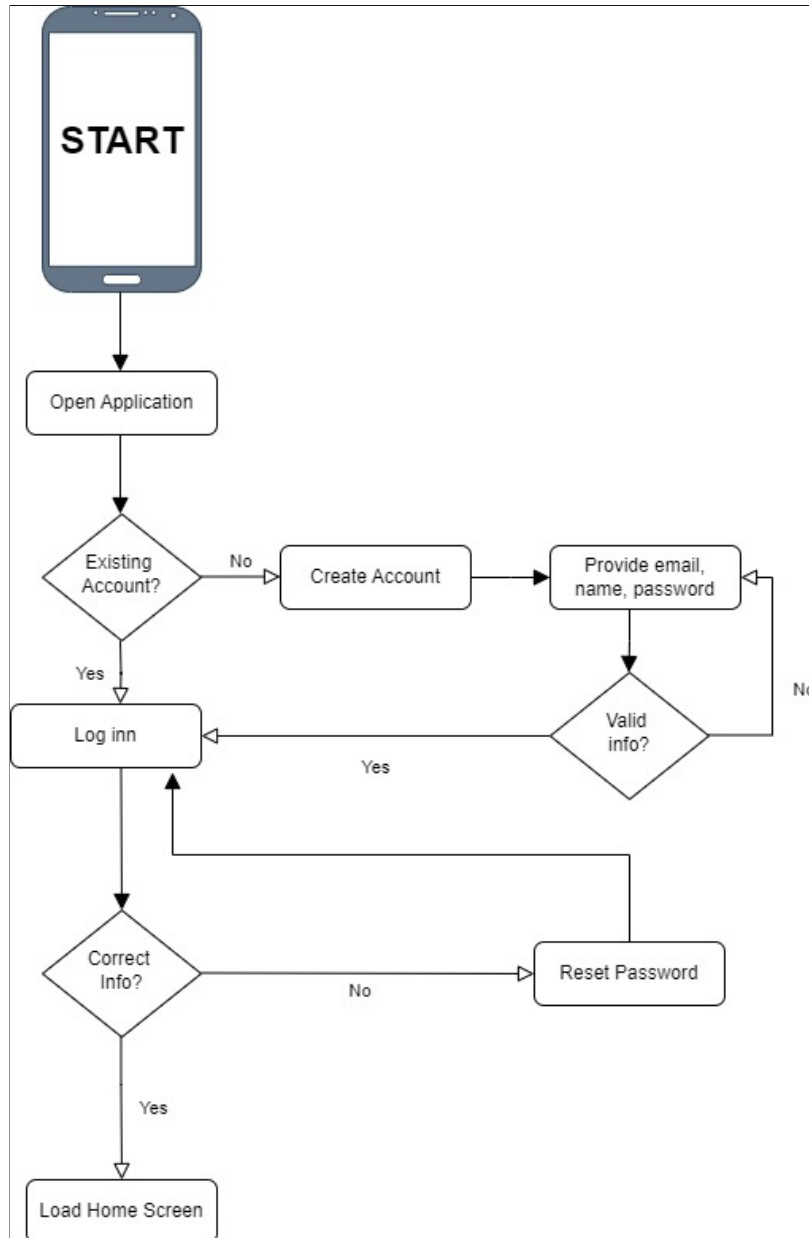 START
Open Application
Existing
Account?
No
Create Account
Provide email,
name, password
Yes
No
Log inn
Valid
info?
Yes
Correct
Info?
No
Reset Password
Yes
Load Home Screen